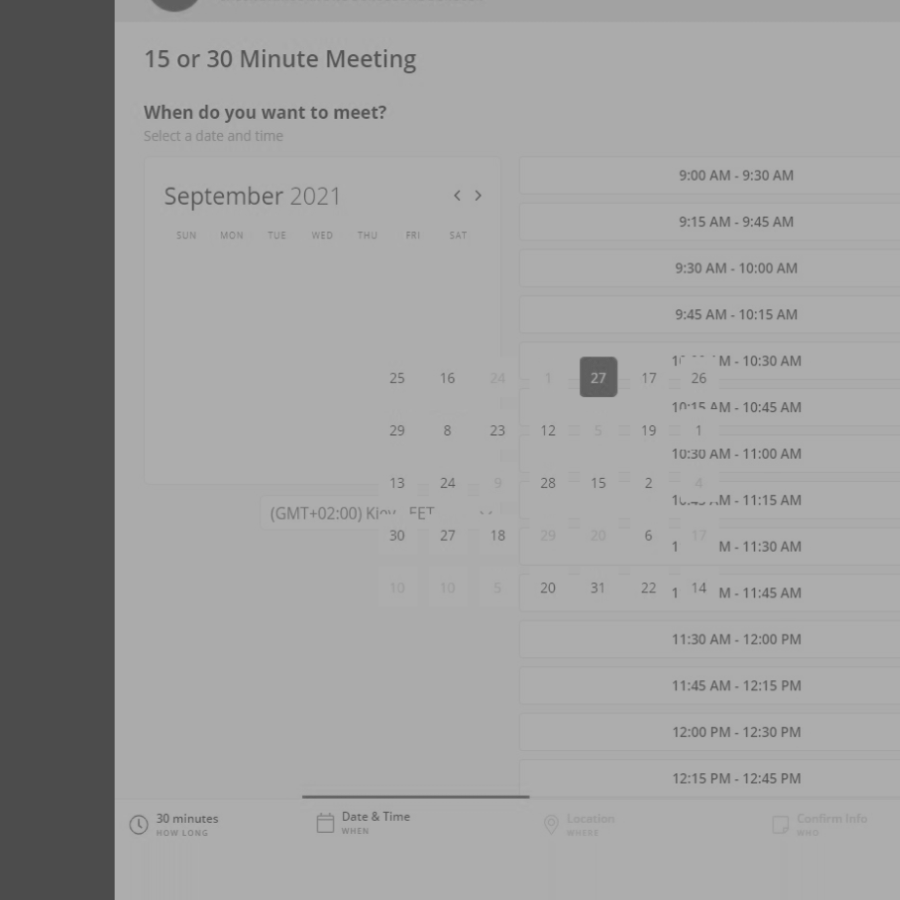 15 or 30 Minute Meeting
When do you want to meet?
Select a date and time
September 2021
SUN MON TUE WED THU FRI SAT
25 16 24 1 27 17 26
29 8 23 12 5 19 1
13 24 9 28 15 2 4
30 27 18 29 20 6 17
10 10 5 20 31 22 14
(GMT+02:00)
9:00 AM - 9:30 AM
9:15 AM - 9:45 AM
9:30 AM - 10:00 AM
9:45 AM - 10:15 AM
M - 10:30 AM
10:15 AM - 10:45 AM
10:30 AM - 11:00 AM
M - 11:15 AM
M - 11:30 AM
M - 11:45 AM
11:30 AM - 12:00 PM
11:45 AM - 12:15 PM
12:00 PM - 12:30 PM
12:15 PM - 12:45 PM
30 minutes
HOW LONG
Date & Time
WHEN
Location
WHERE
Confirm Info
WHO